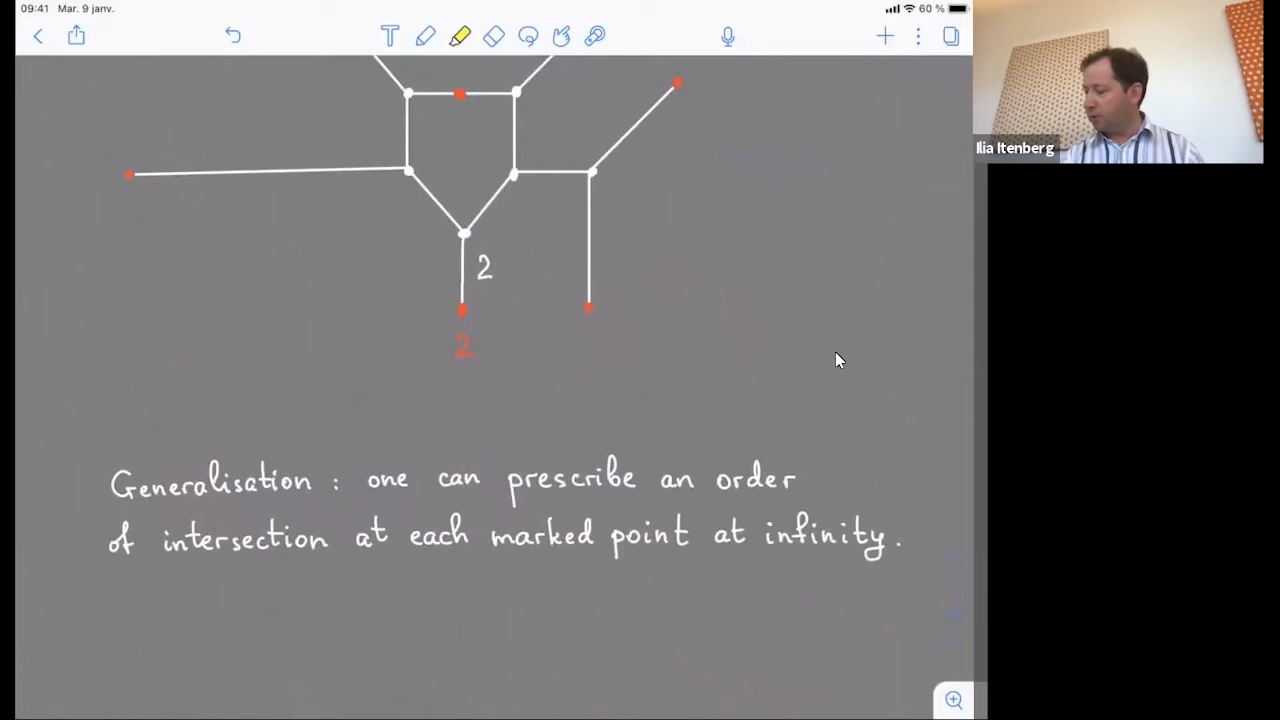 09:41 Mar. 9 janv.
60 %
T
Ilia Itenberg
2
2
Generalisation : one can prescribe an order
of intersection at each marked point at infinity.